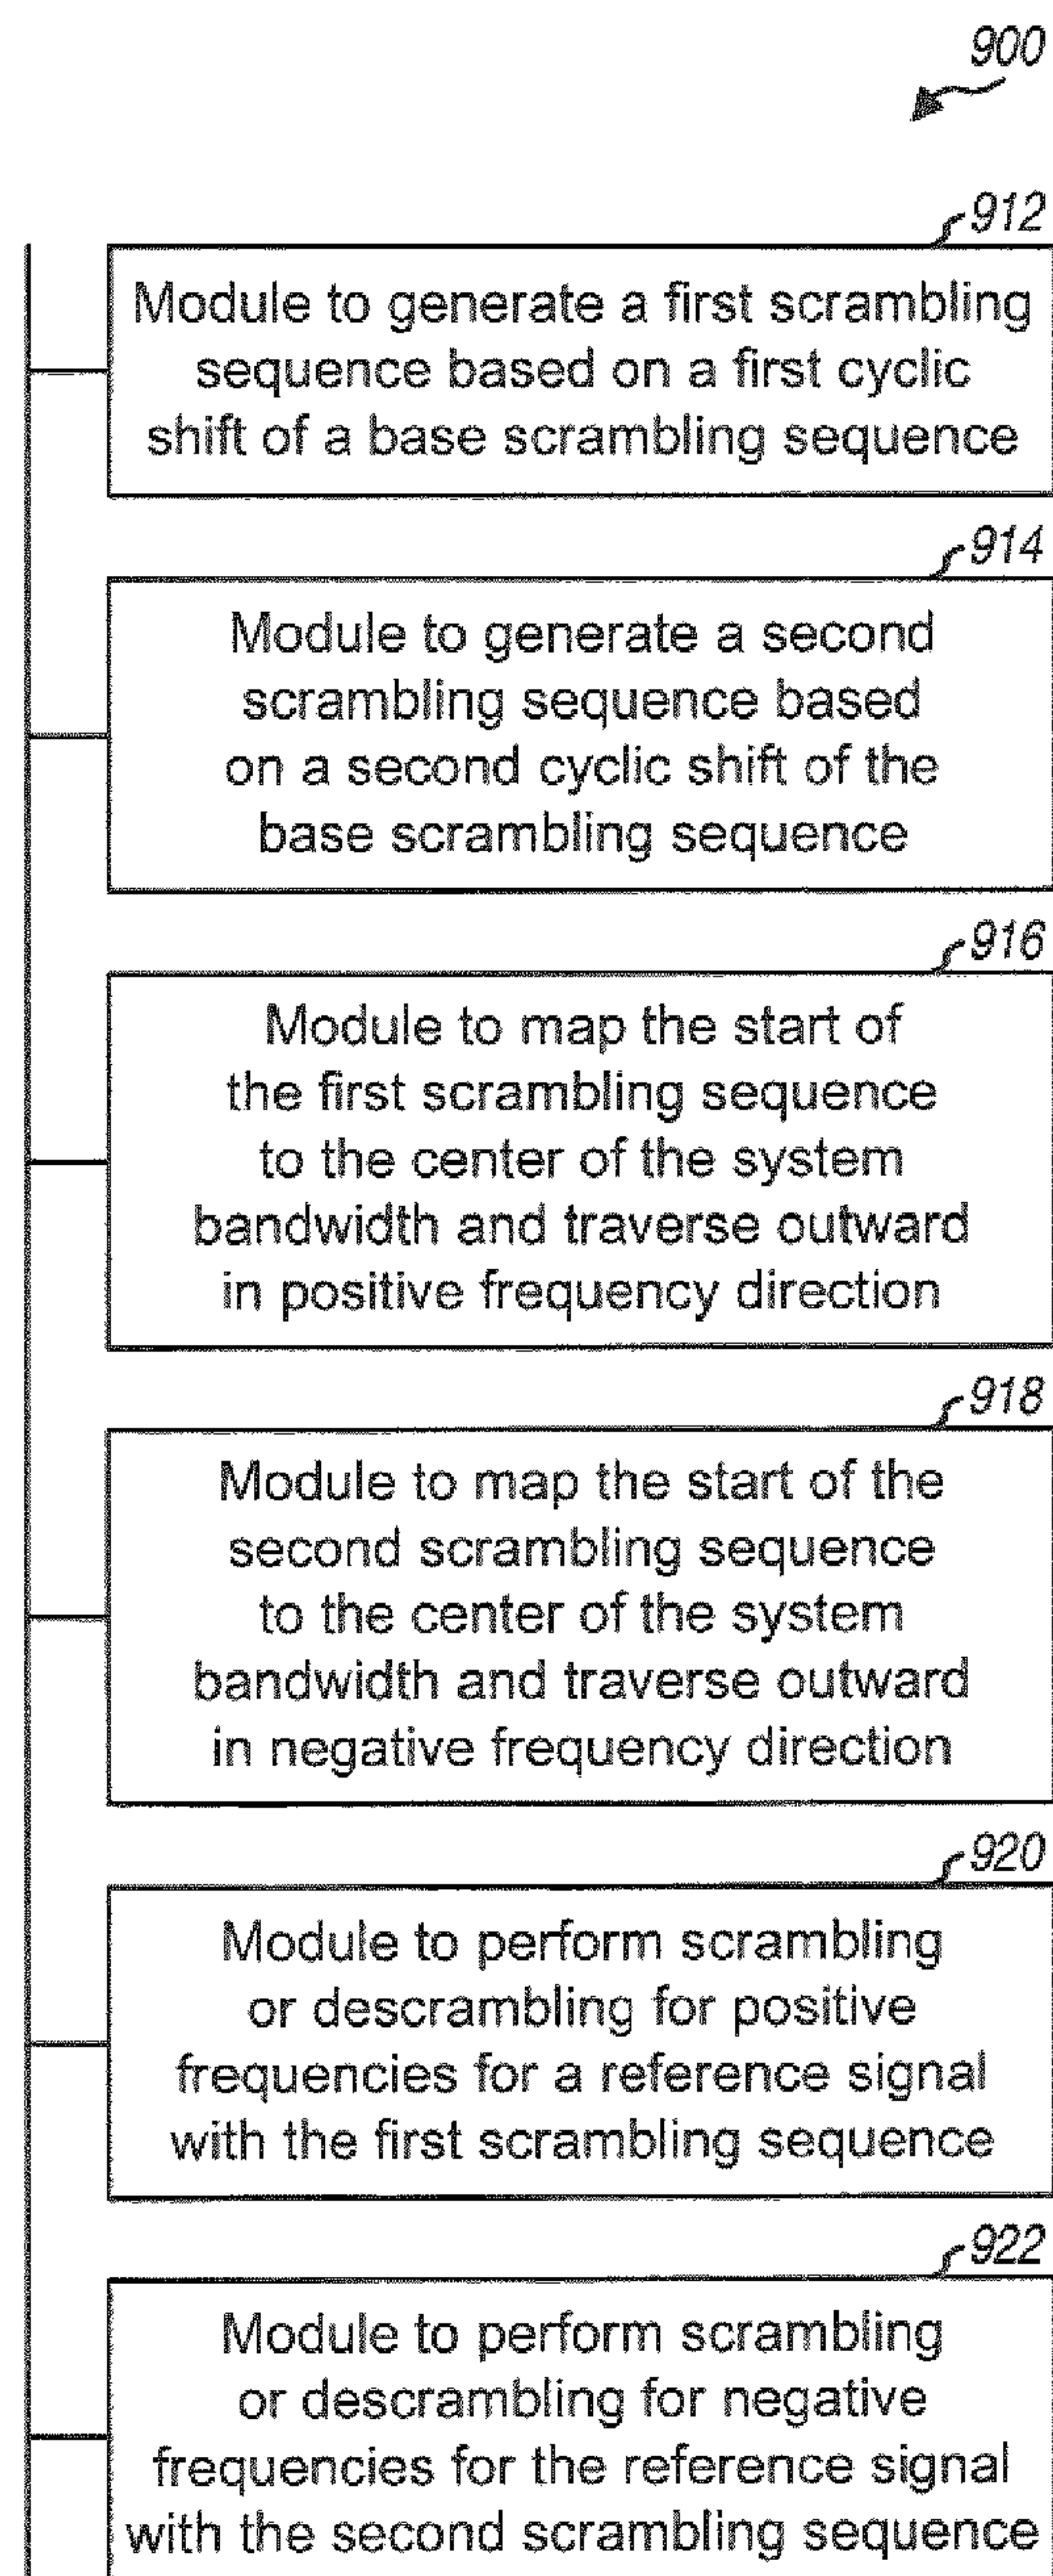 900
912
Module to generate a first scrambling
sequence based on a first cyclic
shift of a base scrambling sequence
914
Module to generate a second
scrambling sequence based
on a second cyclic shift of the
base scrambling sequence
916
Module to map the start of
the first scrambling sequence
to the center of the system
bandwidth and traverse outward
in positive frequency direction
918
Module to map the start of the
second scrambling sequence
to the center of the system
bandwidth and traverse outward
in negative frequency direction
920
Module to perform scrambling
or descrambling for positive
frequencies for a reference signal
with the first scrambling sequence
922
Module to perform scrambling
or descrambling for negative
frequencies for the reference signal
with the second scrambling sequence